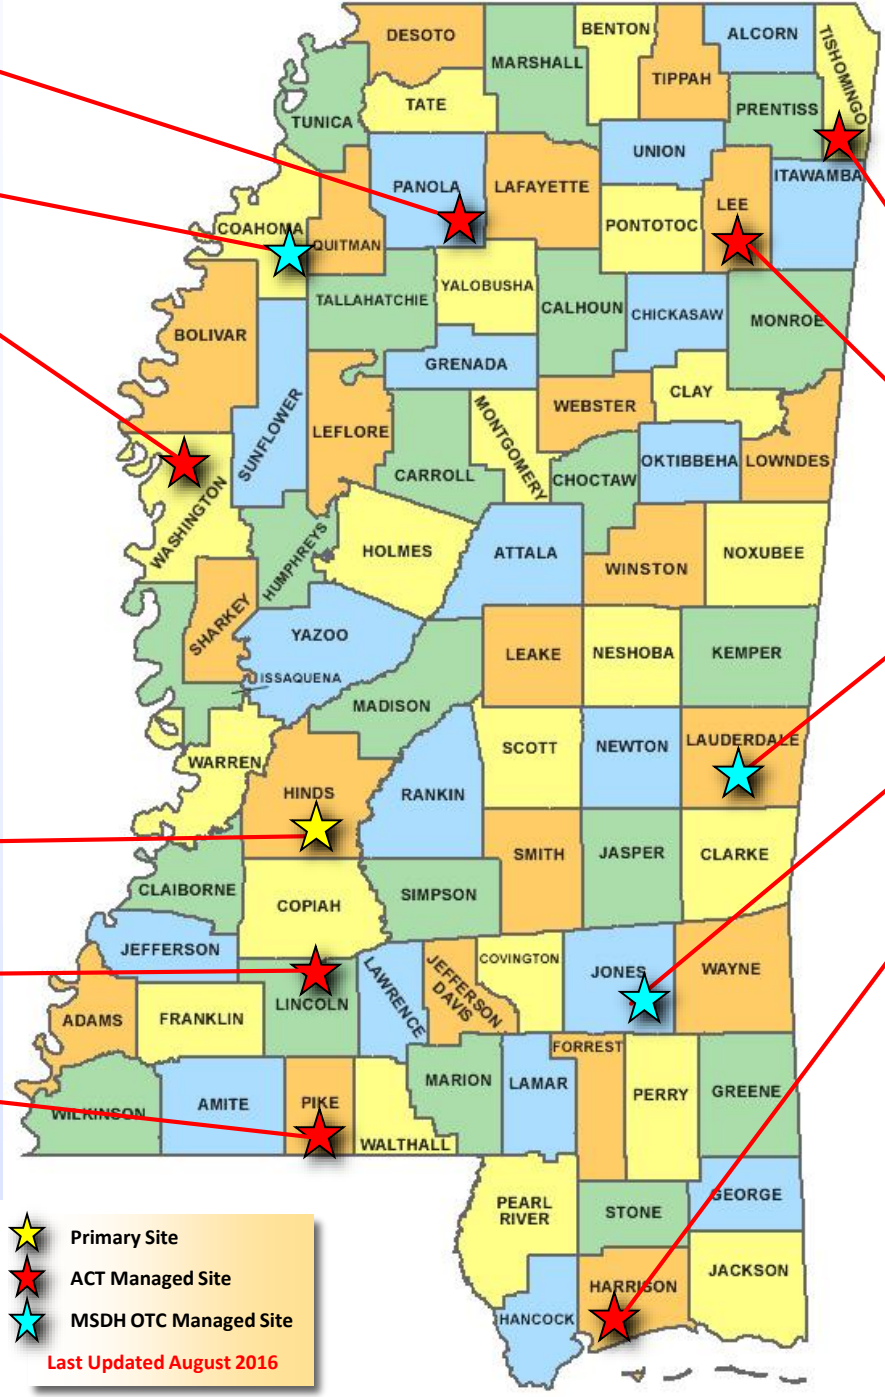 DESOTO
BENTON
ALCORN
TISHOMINGO
MARSHALL
TIPPAH
TATE
PRENTISS
TUNICA
UNION
ITAWAMBA
PANOLA
LAFAYETTE
LEE
PONTOTOC
COAHOMA
QUITMAN
TALLAHATCHIE
YALOBUSHA
CALHOUN
CHICKASAW
MONROE
BOLIVAR
GRENADA
CLAY
WEBSTER
SUNFLOWER
LEFLORE
MONTGOMERY
OKTIBBEHA
LOWNDES
CARROLL
CHOCTAW
WASHINGTON
HUMPHREYS
HOLMES
ATTALA
NOXUBEE
WINSTON
SHARKEY
YAZOO
LEAKE
NESHOBA
KEMPER
ISSAQUENA
MADISON
SCOTT
NEWTON
LAUDERDALE
WARREN
HINDS
RANKIN
SMITH
JASPER
CLARKE
CLAIBORNE
SIMPSON
COPIAH
JEFFERSON
COVINGTON
JONES
WAYNE
LAWRENCE
JEFFERSON
DAVIS
LINCOLN
ADAMS
FRANKLIN
FORREST
MARION
LAMAR
PERRY
GREENE
WILKINSON
AMITE
PIKE
WALTHALL
PEARL
RIVER
STONE
GEORGE
HARRISON
JACKSON
HANCOCK
Primary Site
ACT Managed Site
MSDH OTC Managed Site
Last Updated August 2016